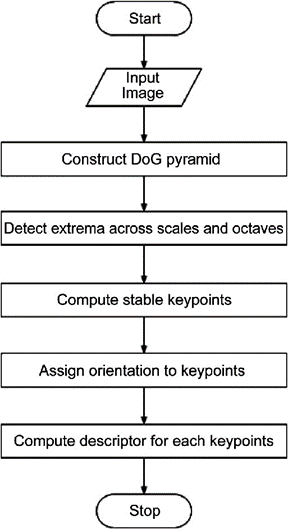 Start
Input
Image
Construct DoG pyramid
Detect extrema across scales and octaves
Compute stable keypoints
Assign orientation to keypoints
Compute descriptor for each keypoints
Stop